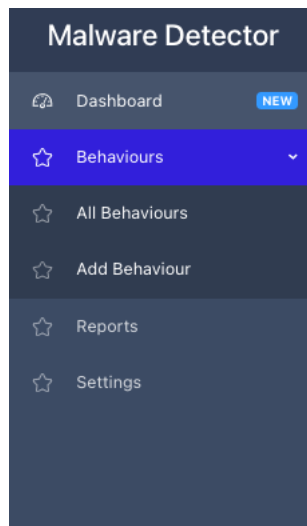 Malware Detector
Dashboard NEW
Behaviours
All Behaviours
Add Behaviour
Reports
Settings